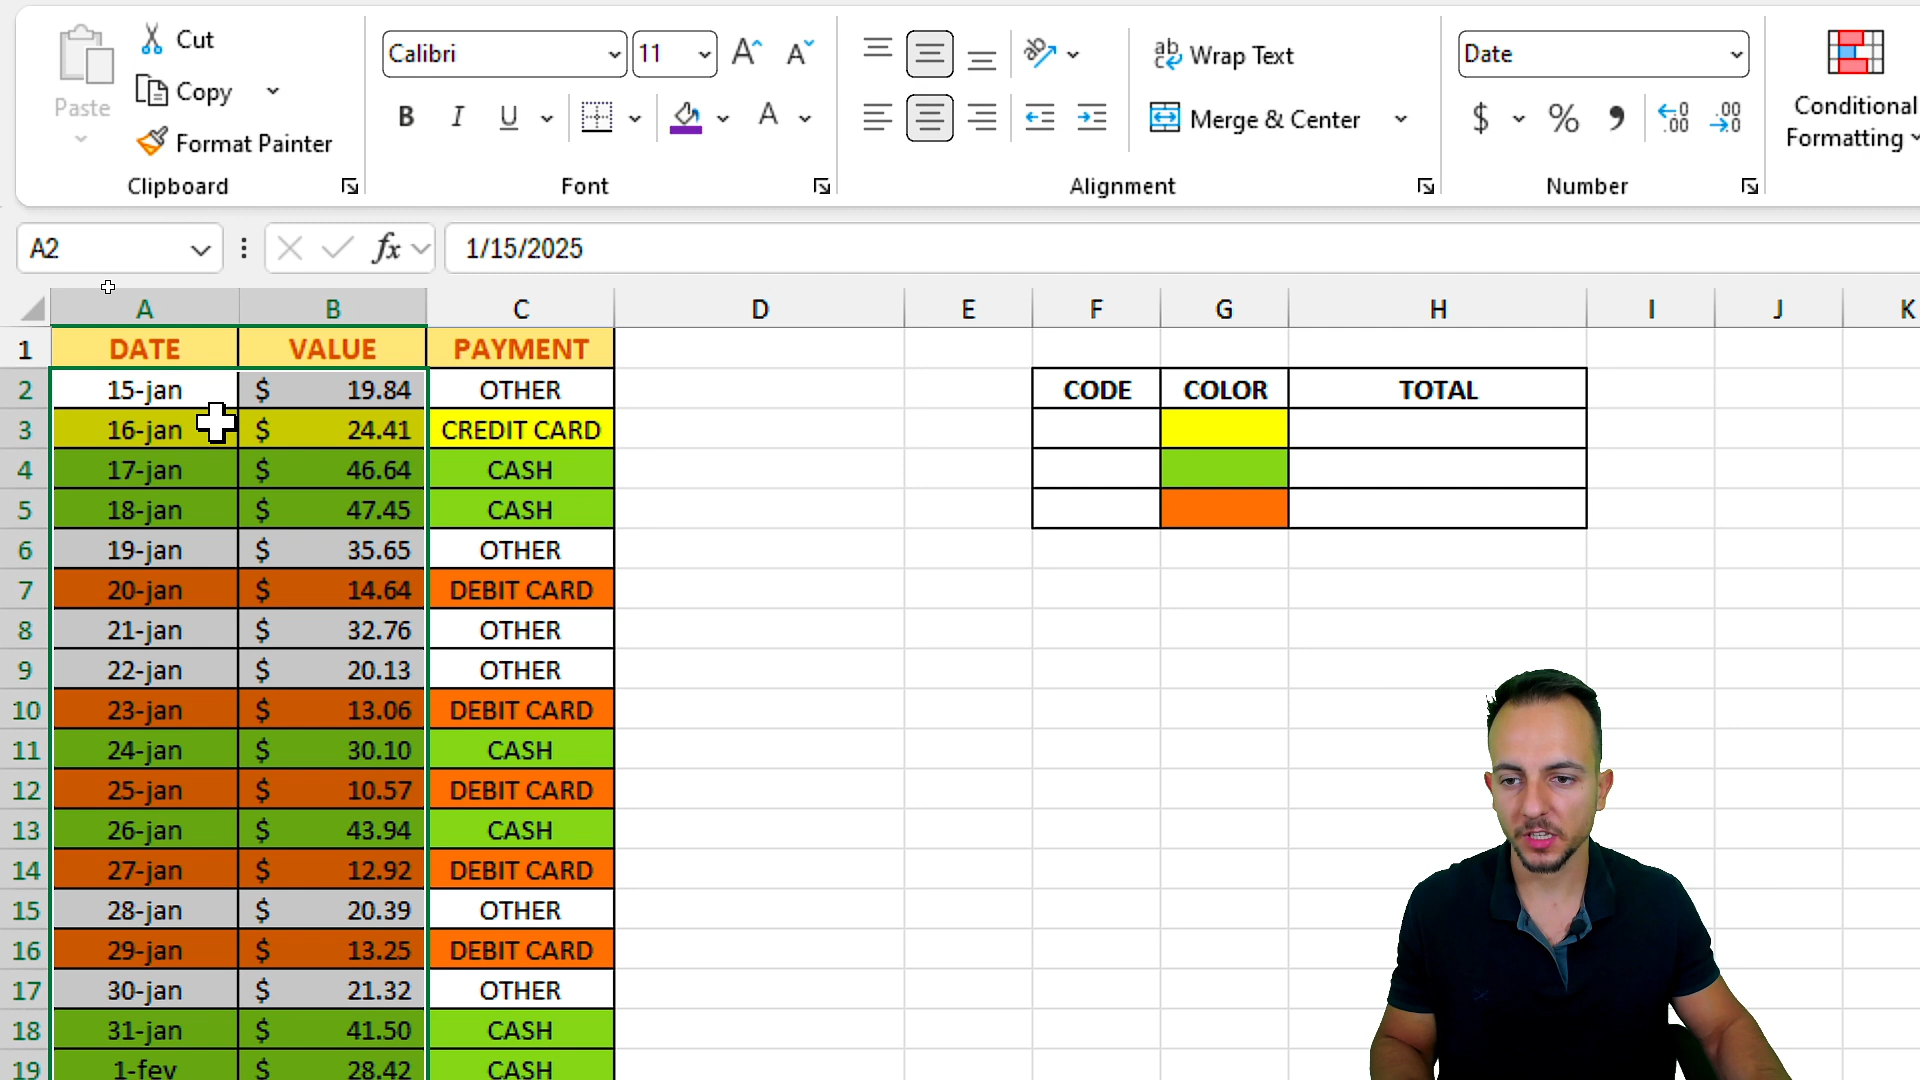 Paste
Cut
Copy
Format Painter
Clipboard
Calibri
11
B I U
A
Font
ab
Wrap Text
Merge & Center
Alignment
Date
$ % ,
.00
Number
Conditional
Formatting
A2
fx
1/15/2025
A B C D E F G H I J K
1 DATE VALUE PAYMENT
2 15-jan $ 19.84 OTHER CODE COLOR TOTAL
3 16-jan $ 24.41 CREDIT CARD
4 17-jan $ 46.64 CASH
5 18-jan $ 47.45 CASH
6 19-jan $ 35.65 OTHER
7 20-jan $ 14.64 DEBIT CARD
8 21-jan $ 32.76 OTHER
9 22-jan $ 20.13 OTHER
10 23-jan $ 13.06 DEBIT CARD
11 24-jan $ 30.10 CASH
12 25-jan $ 10.57 DEBIT CARD
13 26-jan $ 43.94 CASH
14 27-jan $ 12.92 DEBIT CARD
15 28-jan $ 20.39 OTHER
16 29-jan $ 13.25 DEBIT CARD
17 30-jan $ 21.32 OTHER
18 31-jan $ 41.50 CASH
19 1-fev $ 28.42 CASH